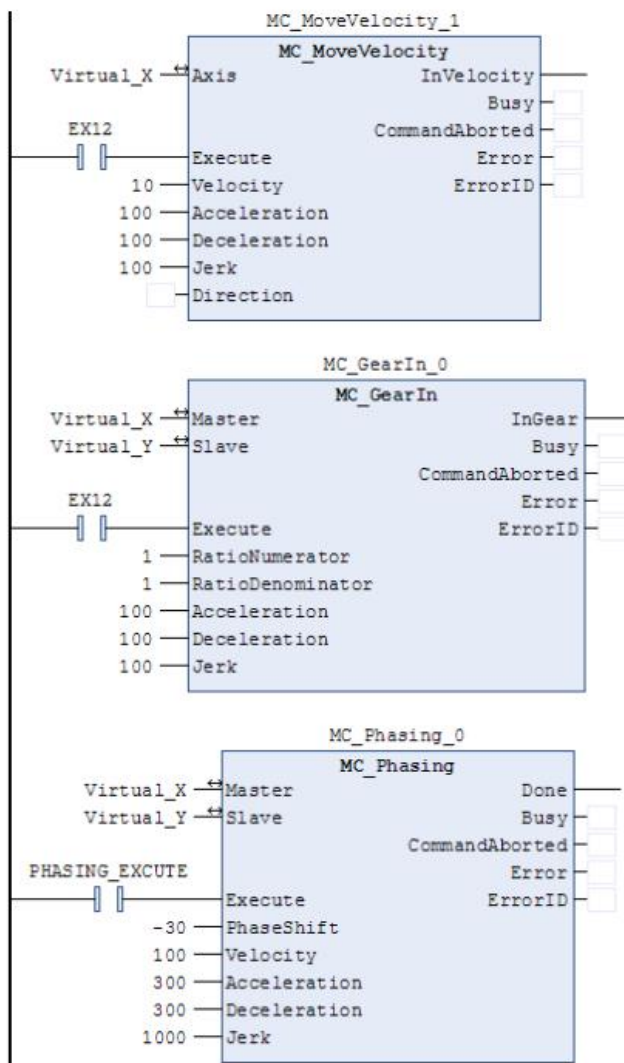 MC_MoveVelocity_1
MC_MoveVelocity
Virtual_X Axis InVelocity
Busy
EX12 CommandAborted
Execute Error
10 Velocity ErrorID
100 Acceleration
100 Deceleration
100 Jerk
Direction
MC_GearIn_0
MC_GearIn
Virtual_X Master InGear
Virtual_Y Slave Busy
CommandAborted
EX12 Error
Execute ErrorID
1 RatioNumerator
1 RatioDenominator
100 Acceleration
100 Deceleration
100 Jerk
MC_Phasing_0
MC_Phasing
Virtual_X Master Done
Virtual_Y Slave Busy
CommandAborted
PHASING_EXCUTE Error
Execute ErrorID
-30 PhaseShift
100 Velocity
300 Acceleration
300 Deceleration
1000 Jerk